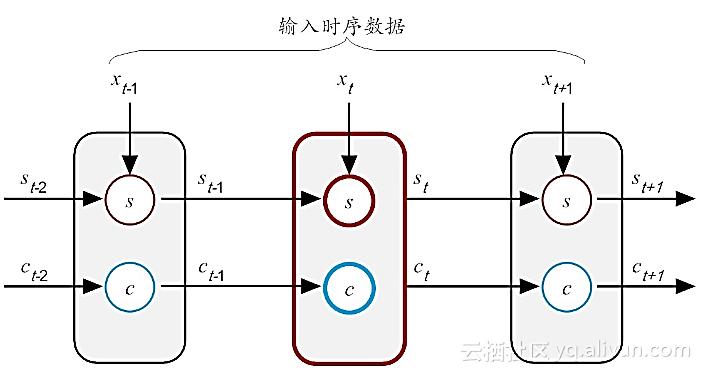 输入时序数据
x t-1 x t x t+1
s t-2 s s t-1 s s t s s t+1
c t-2 c c t-1 c c t c c t+1
云栖社区 yq.aliyun.com